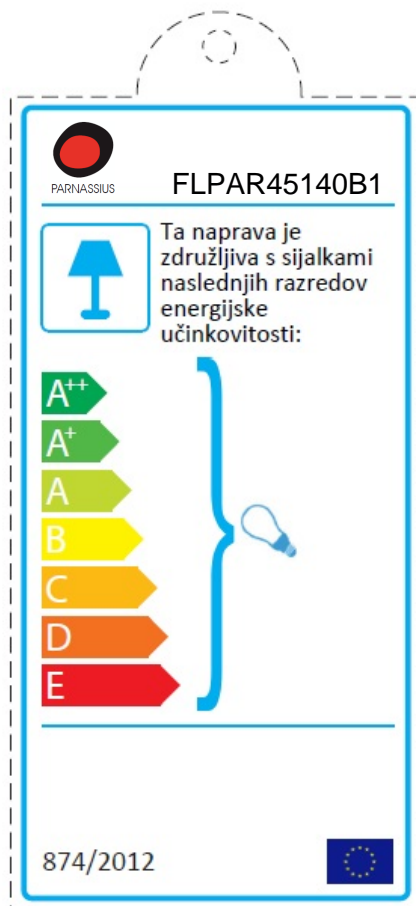 PARNASSIUS
FLPAR45140B1
Ta naprava je
združljiva s sijalkami
naslednjih razredov
energijske
učinkovitosti:
A++
A+
A
B
C
D
E
874/2012